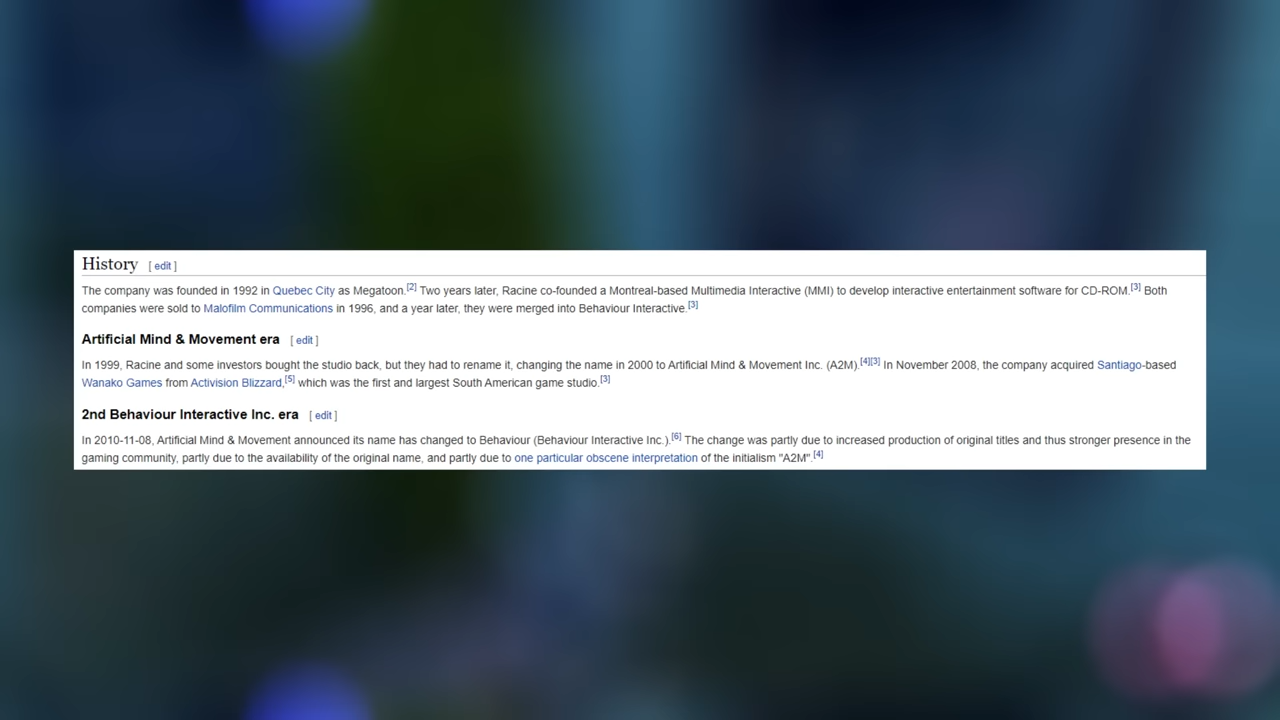 History [ edit ]
The company was founded in 1992 in Quebec City as Megatoon.[2] Two years later, Racine co-founded a Montreal-based Multimedia Interactive (MMI) to develop interactive entertainment software for CD-ROM.[3] Both
companies were sold to Malofilm Communications in 1996, and a year later, they were merged into Behaviour Interactive.[3]
Artificial Mind & Movement era [ edit ]
In 1999, Racine and some investors bought the studio back, but they had to rename it, changing the name in 2000 to Artificial Mind & Movement Inc. (A2M).[4][3] In November 2008, the company acquired Santiago-based
Wanako Games from Activision Blizzard,[5] which was the first and largest South American game studio.[3]
2nd Behaviour Interactive Inc. era [ edit ]
In 2010-11-08, Artificial Mind & Movement announced its name has changed to Behaviour (Behaviour Interactive Inc.).[6] The change was partly due to increased production of original titles and thus stronger presence in the
gaming community, partly due to the availability of the original name, and partly due to one particular obscene interpretation of the initialism "A2M".[4]